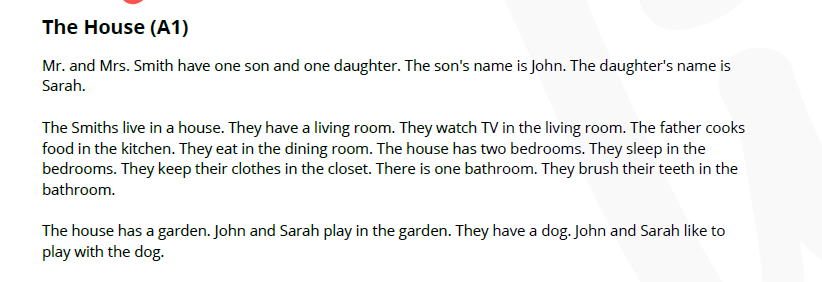 The House (A1)
Mr. and Mrs. Smith have one son and one daughter. The son's name is John. The daughter's name is
Sarah.
The Smiths live in a house. They have a living room. They watch TV in the living room. The father cooks
food in the kitchen. They eat in the dining room. The house has two bedrooms. They sleep in the
bedrooms. They keep their clothes in the closet. There is one bathroom. They brush their teeth in the
bathroom.
The house has a garden. John and Sarah play in the garden. They have a dog. John and Sarah like to
play with the dog.